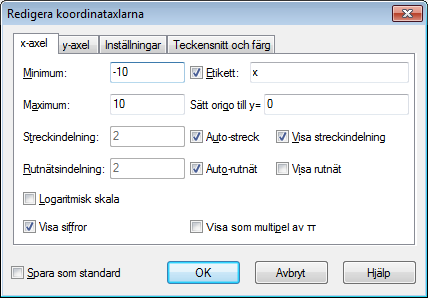 Redigera koordinataxlarna
x-axel y-axel Inställningar Teckensnitt och färg
Minimum: -10 Etikett: x
Maximum: 10 Sätt origo till y= 0
Streckindelning: 2 Auto-streck Visa streckindelning
Rutnätsindelning: 2 Auto-rutnät Visa rutnät
Logaritmisk skala
Visa siffror Visa som multipel av π
Spara som standard OK Avbryt Hjälp